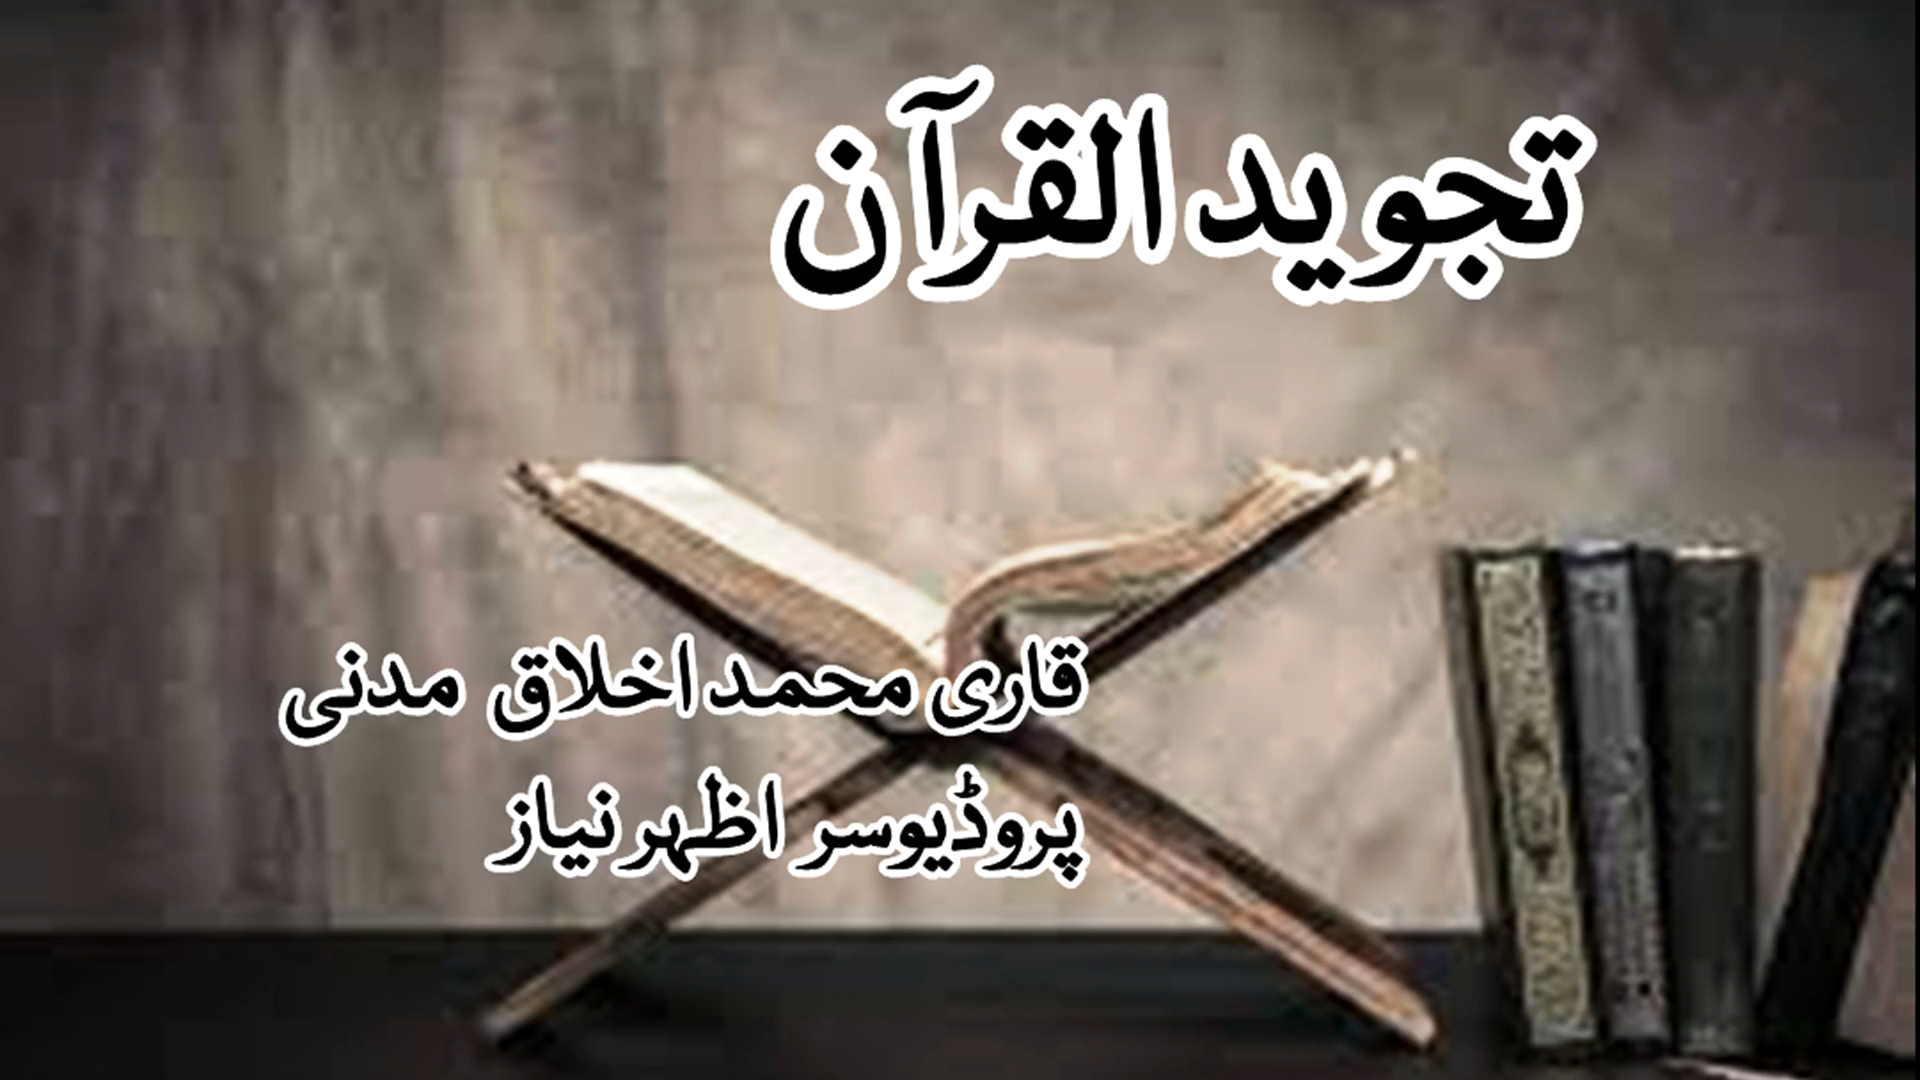 تجوید القرآن
قاری محمد اخلاق مدنی
پروڈیوسر اظہر نیاز